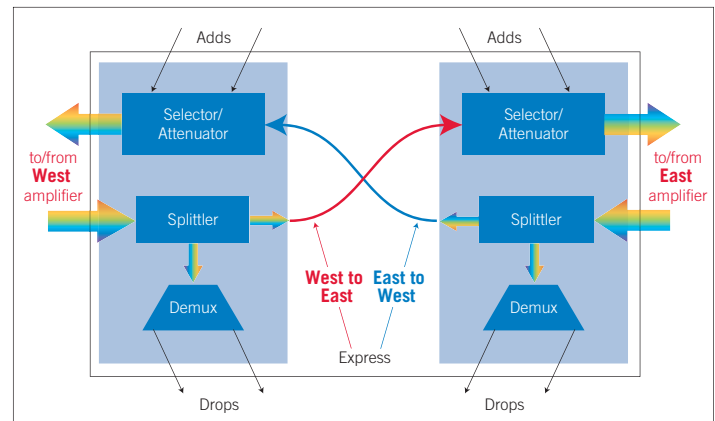 Adds
Adds
Selector/
Attenuator
Selector/
Attenuator
to/from
West
amplifier
to/from
East
amplifier
Splittler
Splittler
West to
East
East to
West
Demux
Demux
Express
Drops
Drops